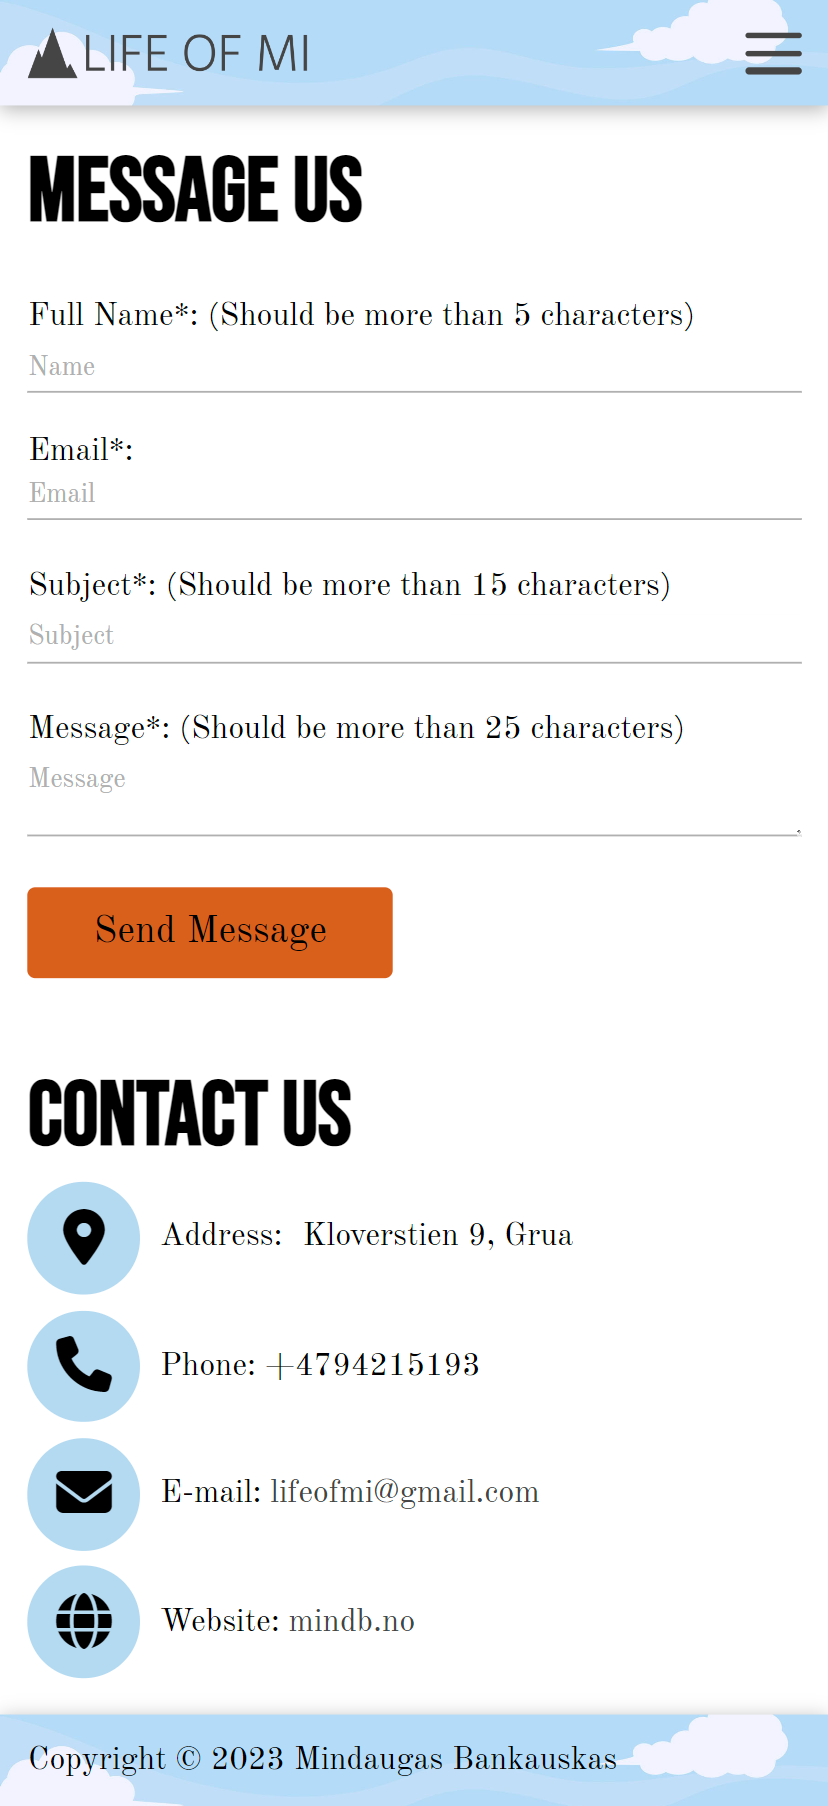 LIFE OF MI
MESSAGE US
Full Name*: (Should be more than 5 characters)
Name
Email*:
Email
Subject*: (Should be more than 15 characters)
Subject
Message*: (Should be more than 25 characters)
Message
Send Message
CONTACT US
Address: Kloverstien 9, Grua
Phone: +4794215193
E-mail: lifeofmi@gmail.com
Website: mindb.no
Copyright © 2023 Mindaugas Bankauskas